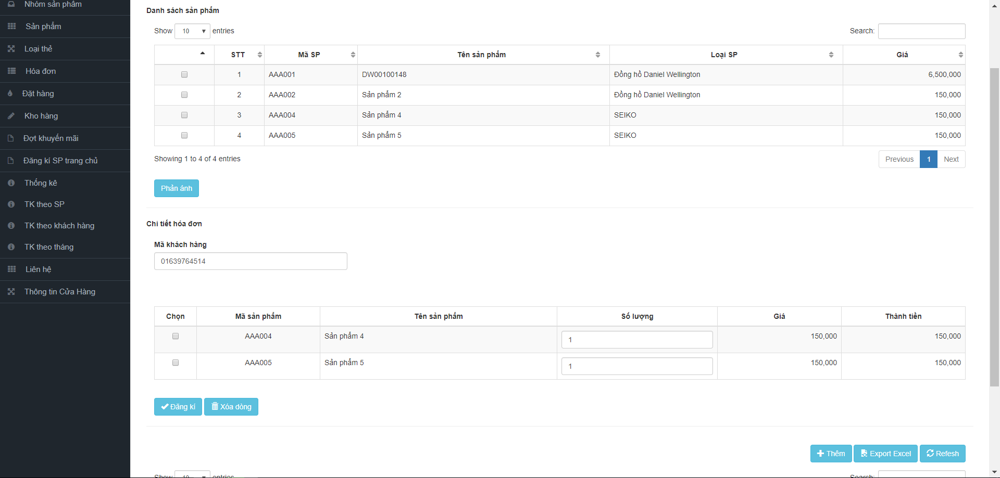 Nhóm sản phẩm
Sản phẩm
Loại thẻ
Hóa đơn
Đặt hàng
Kho hàng
Đợt khuyến mãi
Đăng kí SP trang chủ
Thống kê
TK theo SP
TK theo khách hàng
TK theo tháng
Liên hệ
Thông tin Cửa Hàng
Danh sách sản phẩm
Show 10 entries Search:
STT Mã SP Tên sản phẩm Loại SP Giá
1 AAA001 DW00100148 Đồng hồ Daniel Wellington 6,500,000
2 AAA002 Sản phẩm 2 Đồng hồ Daniel Wellington 150,000
3 AAA004 Sản phẩm 4 SEIKO 150,000
4 AAA005 Sản phẩm 5 SEIKO 150,000
Showing 1 to 4 of 4 entries Previous 1 Next
Phản ánh
Chi tiết hóa đơn
Mã khách hàng
01639764514
Chọn Mã sản phẩm Tên sản phẩm Số lượng Giá Thành tiền
AAA004 Sản phẩm 4 1 150,000 150,000
AAA005 Sản phẩm 5 1 150,000 150,000
Đăng kí Xóa dòng
Thêm Export Excel Refesh
Show 10 entries Search: